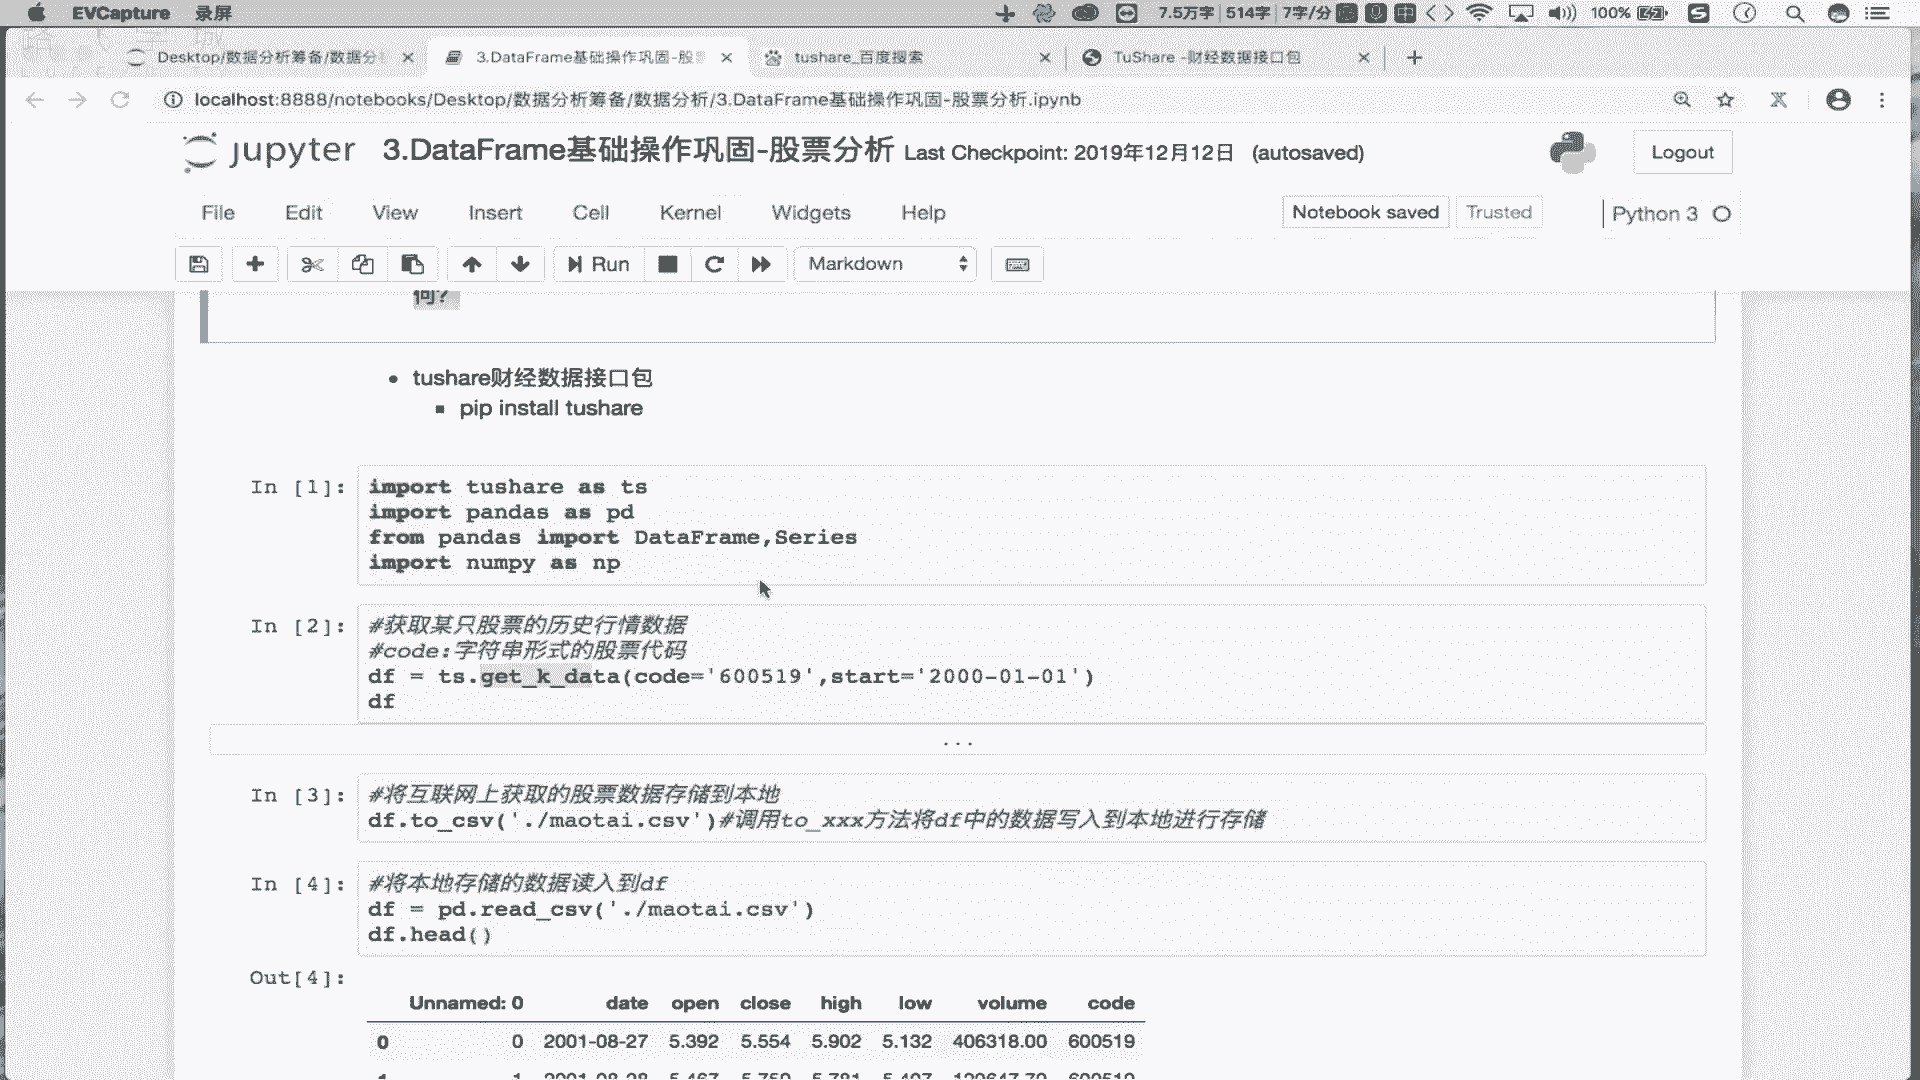 EVCapture 录屏 7.5万字 514字 7字/分 100%
Desktop/数据分析筹备/数据分 3.DataFrame基础操作巩固-股 tushare_百度搜索 TuShare -财经数据接口包
localhost:8888/notebooks/Desktop/数据分析筹备/数据分析/3.DataFrame基础操作巩固-股票分析.ipynb
jupyter 3.DataFrame基础操作巩固-股票分析 Last Checkpoint: 2019年12月12日 (autosaved) Logout
File Edit View Insert Cell Kernel Widgets Help Notebook saved Trusted Python 3
Run Markdown
何?
tushare财经数据接口包
pip install tushare
In [1]: import tushare as ts
import pandas as pd
from pandas import DataFrame,Series
import numpy as np
In [2]: #获取某只股票的历史行情数据
#code:字符串形式的股票代码
df = ts.get_k_data(code='600519',start='2000-01-01')
df
...
In [3]: #将互联网上获取的股票数据存储到本地
df.to_csv('./maotai.csv')#调用to_xxx方法将df中的数据写入到本地进行存储
In [4]: #将本地存储的数据读入到df
df = pd.read_csv('./maotai.csv')
df.head()
Out[4]:
Unnamed: 0 date open close high low volume code
0 0 2001-08-27 5.392 5.554 5.902 5.132 406318.00 600519